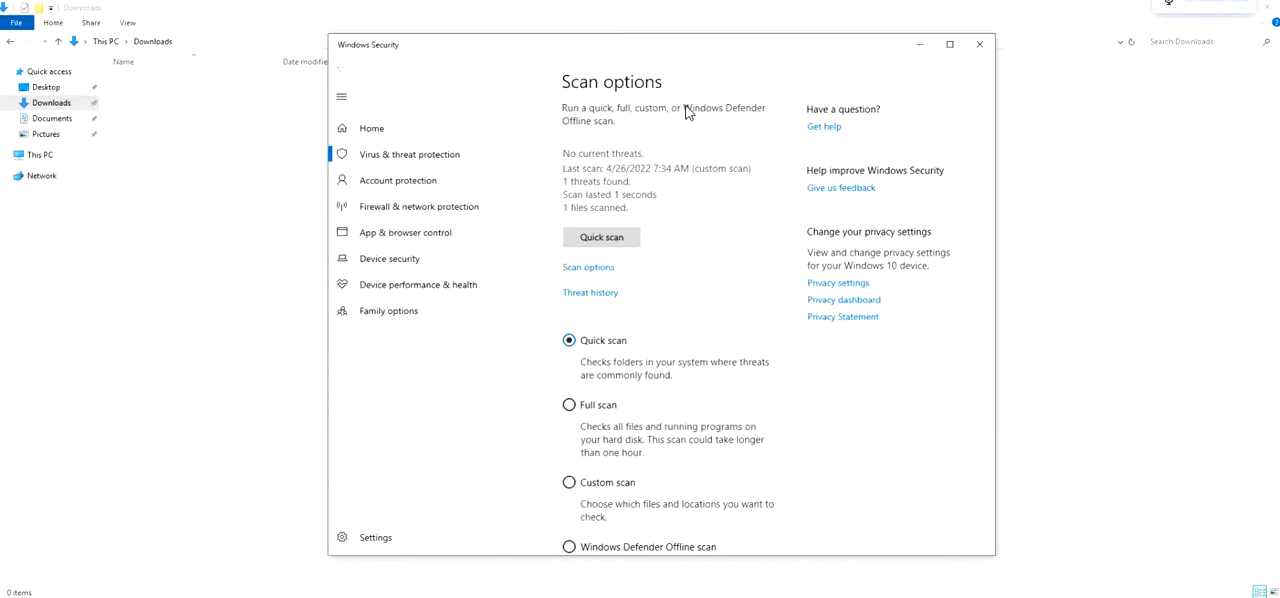 Downloads
File Home Share View
This PC Downloads
Search Downloads
Name
Date modifie
Quick access
Desktop
Downloads
Documents
Pictures
This PC
Network
0 items
Windows Security
Home
Virus & threat protection
Account protection
Firewall & network protection
App & browser control
Device security
Device performance & health
Family options
Settings
Scan options
Run a quick, full, custom, or Windows Defender
Offline scan.
No current threats.
Last scan: 4/26/2022 7:34 AM (custom scan)
1 threats found.
Scan lasted 1 seconds
1 files scanned.
Quick scan
Scan options
Threat history
Quick scan
Checks folders in your system where threats
are commonly found.
Full scan
Checks all files and running programs on
your hard disk. This scan could take longer
than one hour.
Custom scan
Choose which files and locations you want to
check.
Windows Defender Offline scan
Have a question?
Get help
Help improve Windows Security
Give us feedback
Change your privacy settings
View and change privacy settings
for your Windows 10 device.
Privacy settings
Privacy dashboard
Privacy Statement